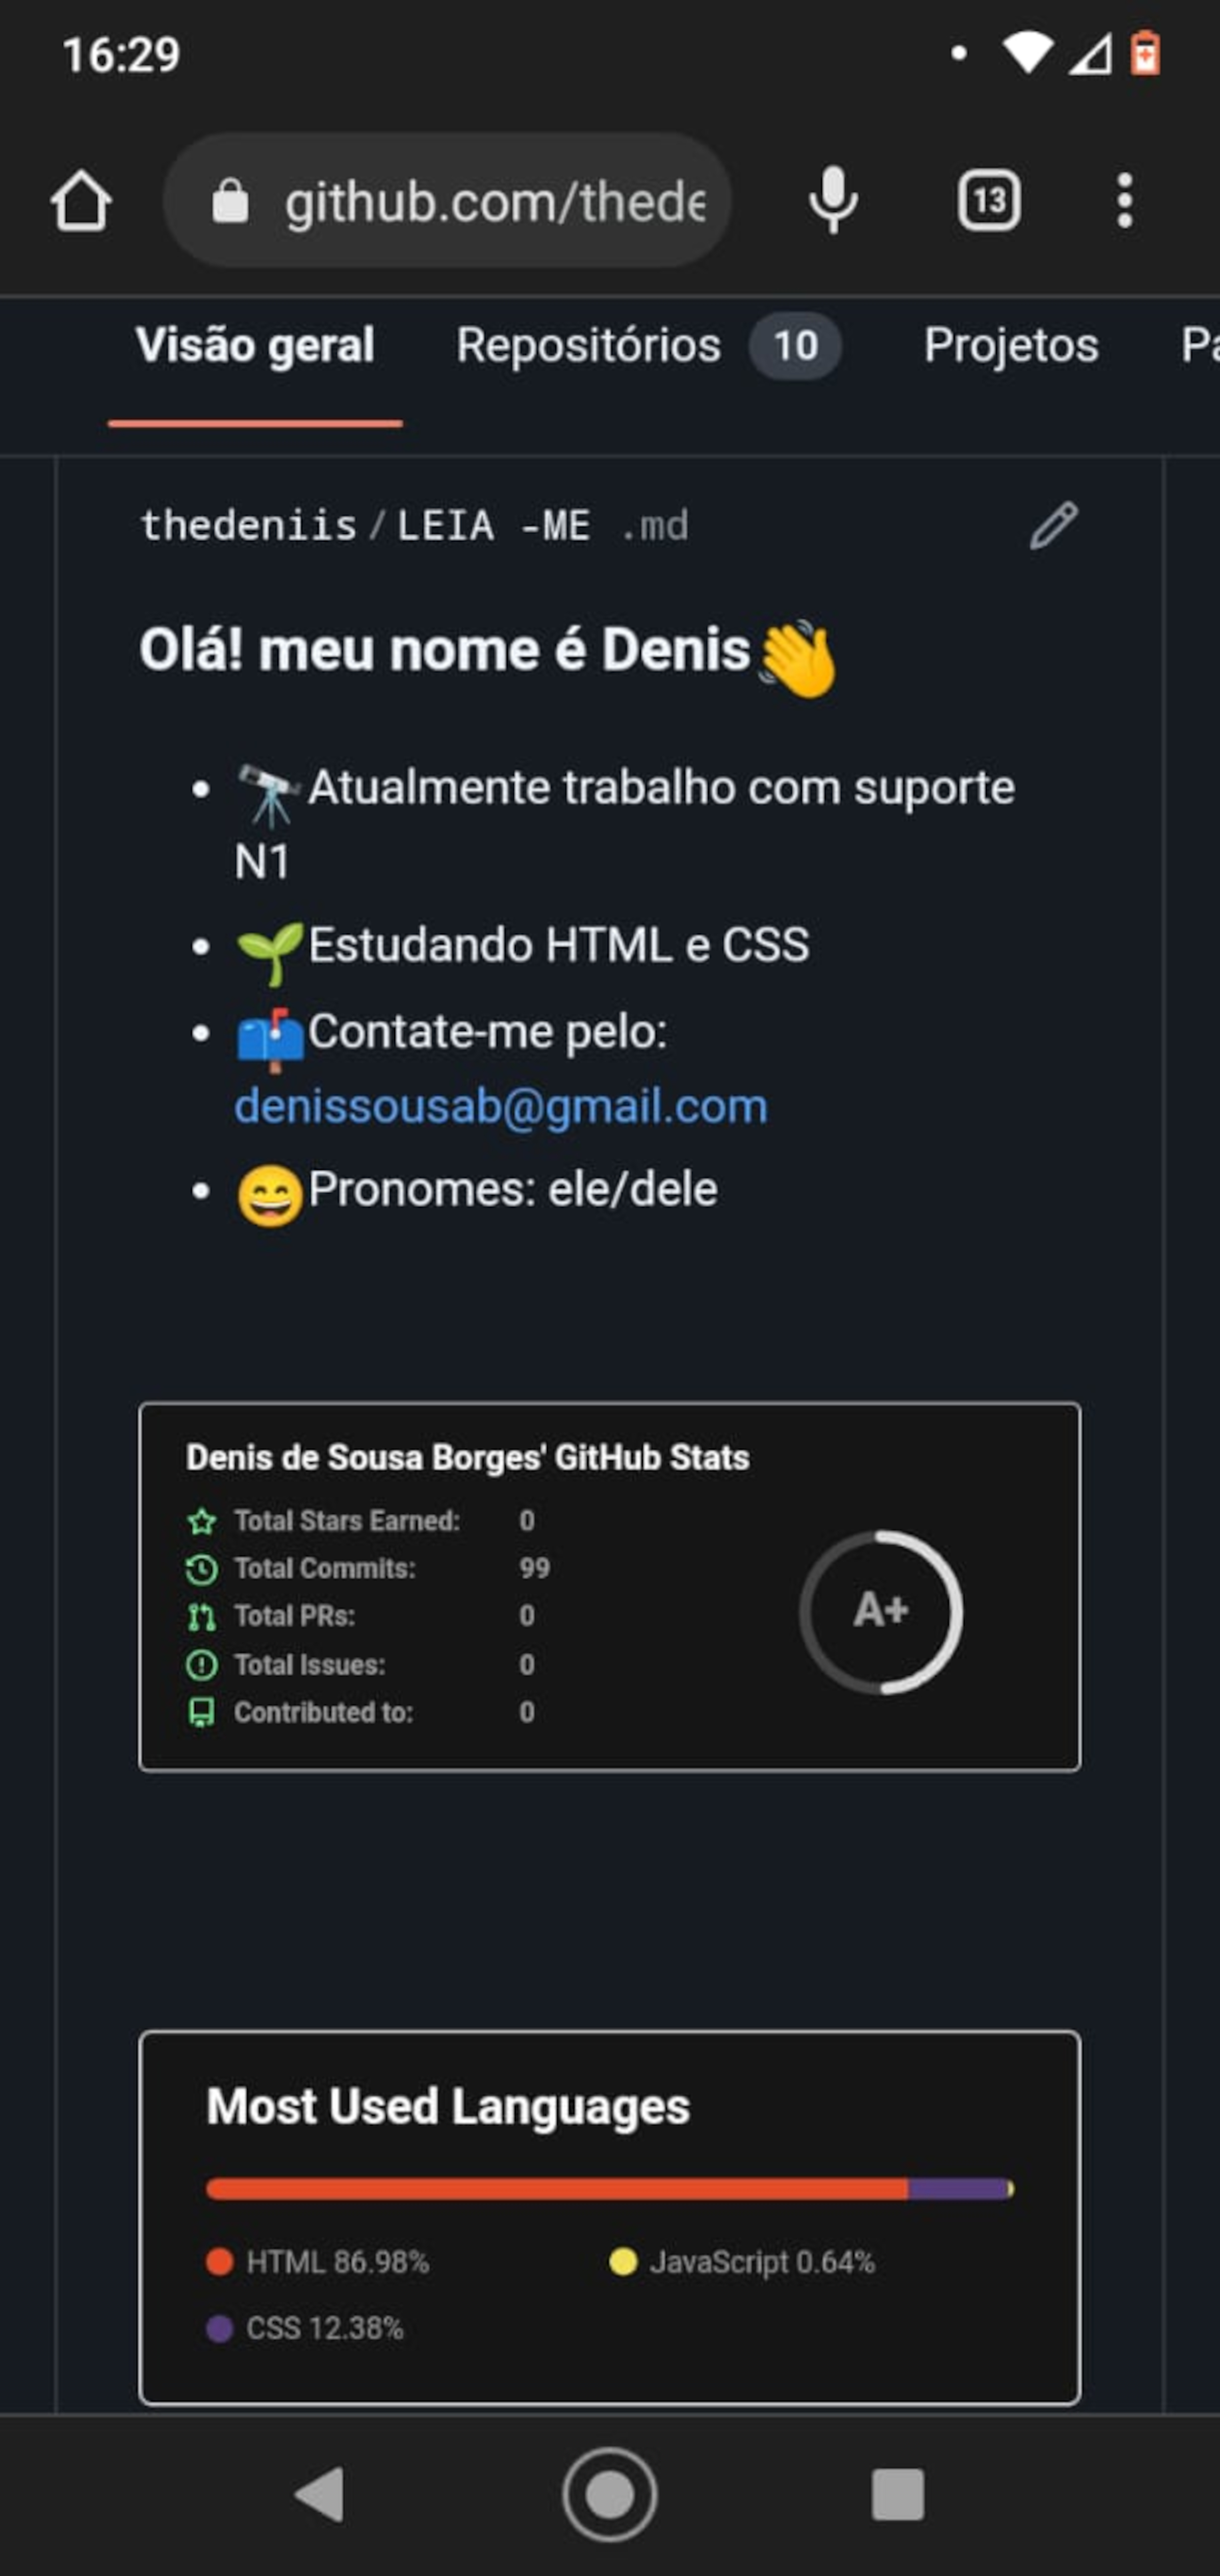 16:29
github.com/thede
13
Visão geral
Repositórios 10
Projetos
Pa
thedeniis / LEIA -ME .md
Olá! meu nome é Denis👋
• 🔭Atualmente trabalho com suporte
N1
• 🌱Estudando HTML e CSS
• 📫Contate-me pelo:
denissousab@gmail.com
• 😄Pronomes: ele/dele
Denis de Sousa Borges' GitHub Stats
Total Stars Earned: 0
Total Commits: 99
Total PRs: 0
Total Issues: 0
Contributed to: 0
A+
Most Used Languages
HTML 86.98%
JavaScript 0.64%
CSS 12.38%